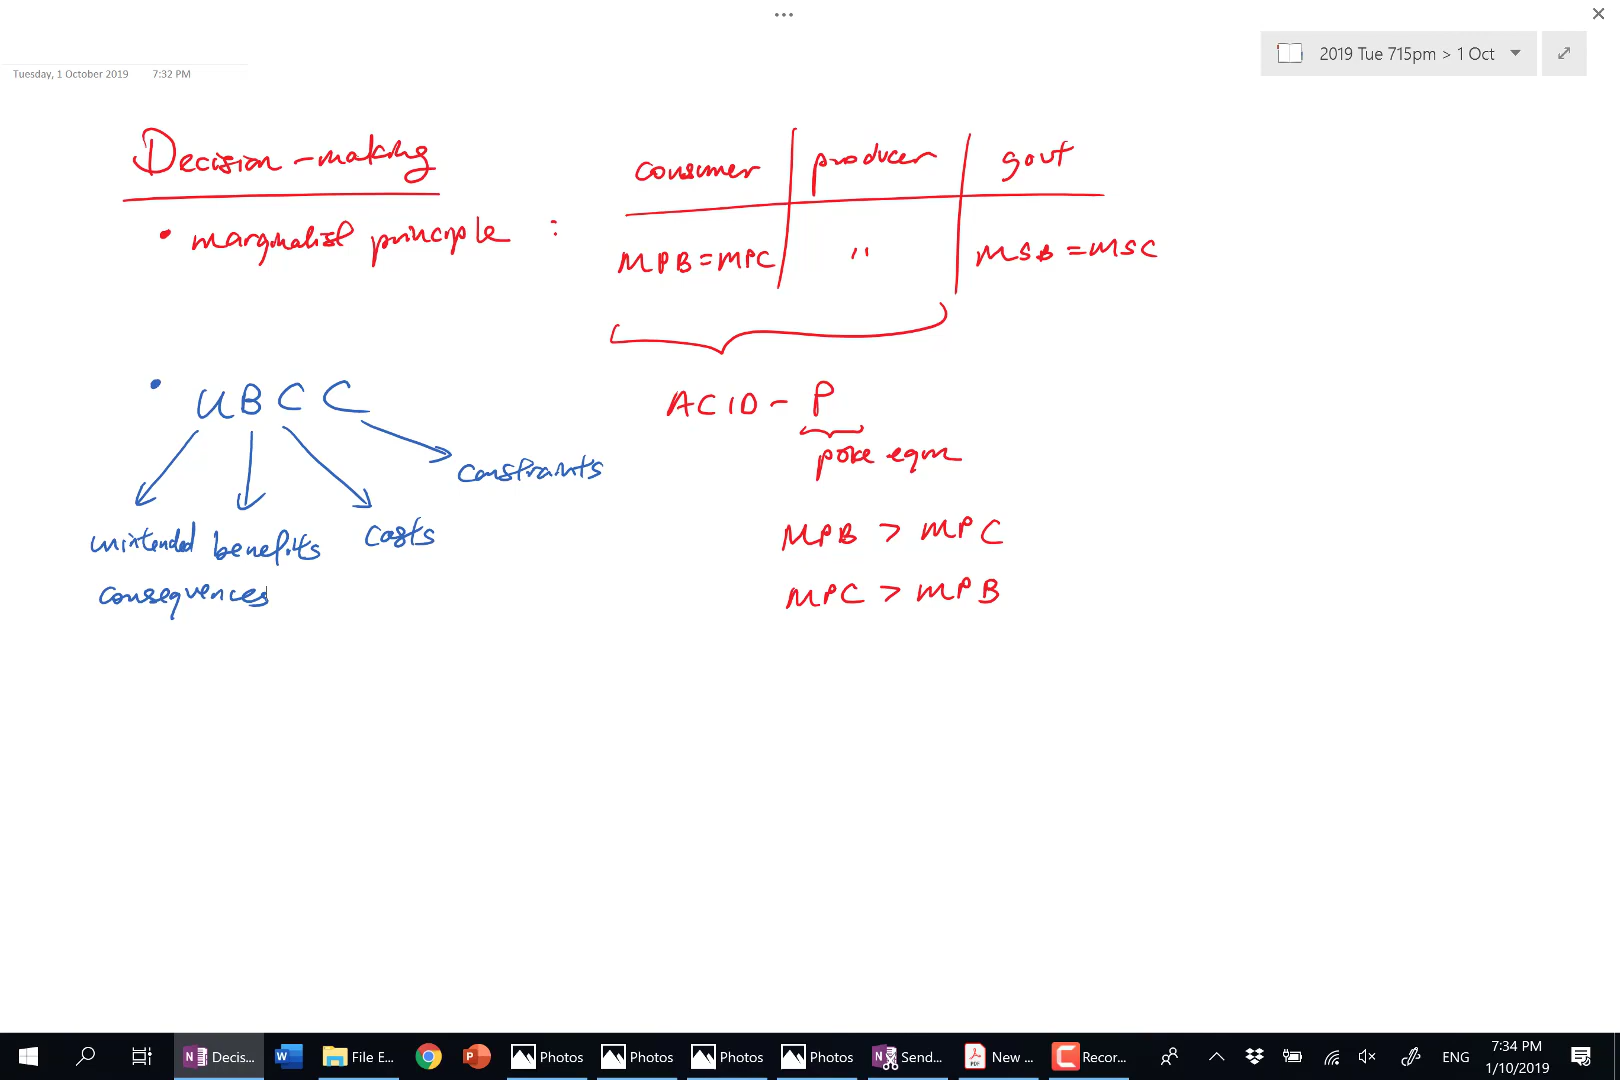 2019 Tue 715pm > 1 Oct
Tuesday, 1 October 2019 7:32 PM
Decision-making
consumer producer govt
• marginalist principle :
MPB = MPC " MSB = MSC
• UBCC
ACID - P
poke eqm
constraints
unintended benefits costs
consequences
MPB > MPC
MPC > MPB
Decis...
File E...
Photos
Photos
Photos
Photos
Send...
New ...
Recor...
ENG
7:34 PM
1/10/2019